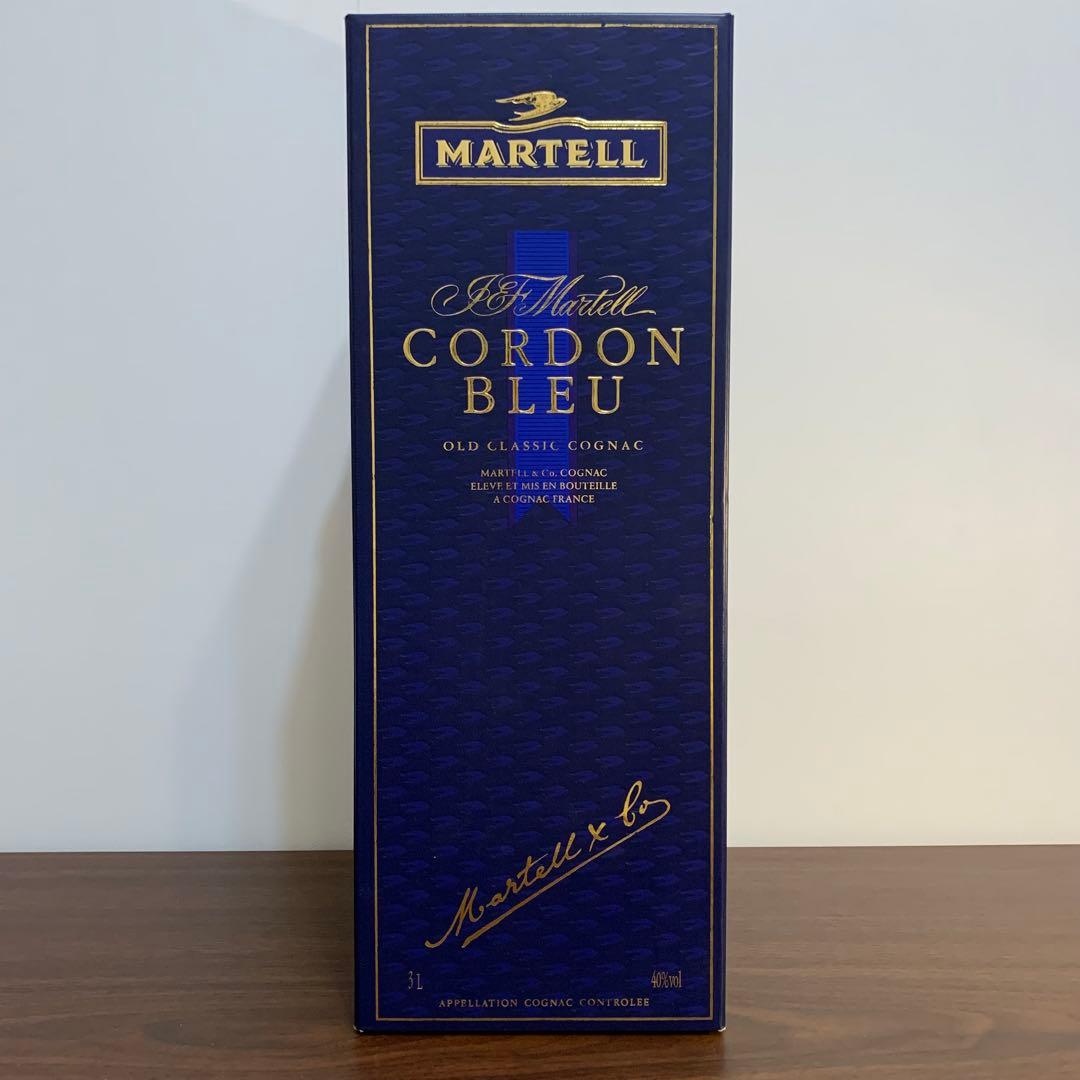 MARTELL
J&F Martell
CORDON
BLEU
OLD CLASSIC COGNAC
MARTELL & Co. COGNAC
ELEVE ET MIS EN BOUTEILLE
A COGNAC FRANCE
Martell & Co
3 L
40%vol
APPELLATION COGNAC CONTROLEE